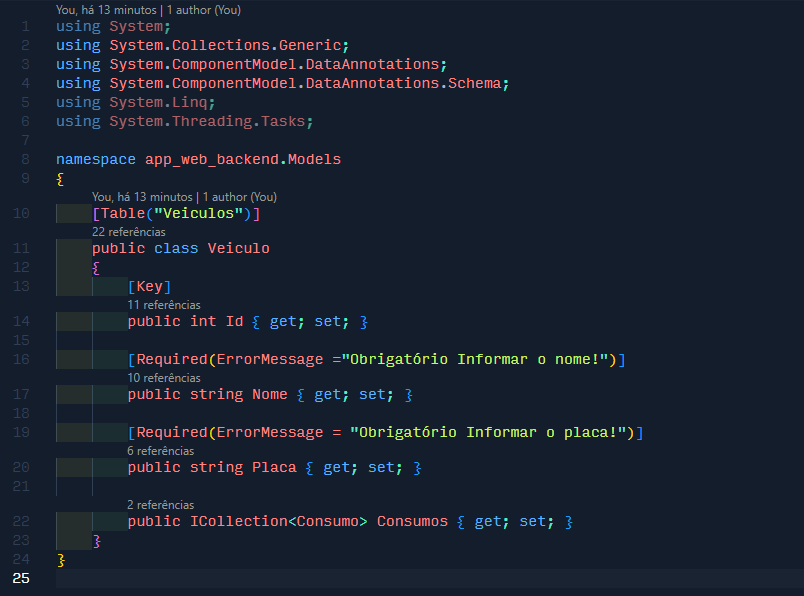 You, há 13 minutos | 1 author (You)
1 using System;
2 using System.Collections.Generic;
3 using System.ComponentModel.DataAnnotations;
4 using System.ComponentModel.DataAnnotations.Schema;
5 using System.Linq;
6 using System.Threading.Tasks;
7
8 namespace app_web_backend.Models
9 {
You, há 13 minutos | 1 author (You)
10 [Table("Veiculos")]
22 referências
11 public class Veiculo
12 {
13 [Key]
11 referências
14 public int Id { get; set; }
15
16 [Required(ErrorMessage ="Obrigatório Informar o nome!")]
10 referências
17 public string Nome { get; set; }
18
19 [Required(ErrorMessage = "Obrigatório Informar o placa!")]
6 referências
20 public string Placa { get; set; }
21
2 referências
22 public ICollection<Consumo> Consumos { get; set; }
23 }
24 }
25